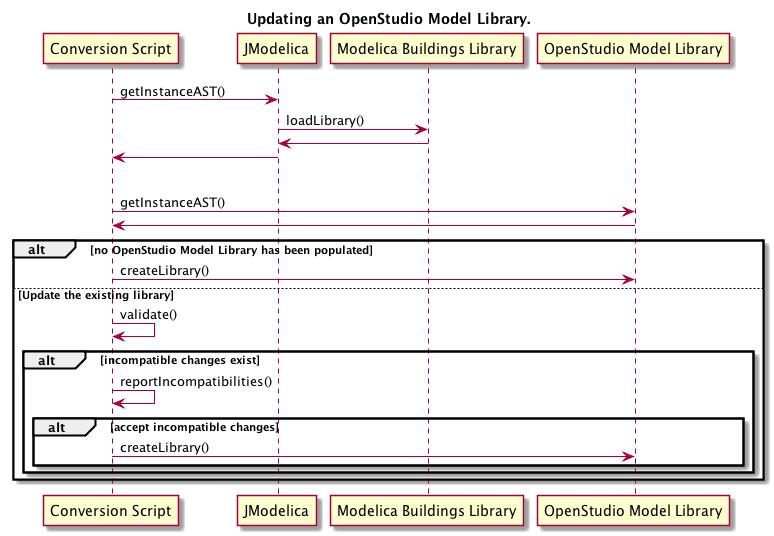 Updating an OpenStudio Model Library.
Conversion Script
JModelica
Modelica Buildings Library
OpenStudio Model Library
getInstanceAST()
loadLibrary()
getInstanceAST()
alt
[no OpenStudio Model Library has been populated]
createLibrary()
[Update the existing library]
validate()
alt
[incompatible changes exist]
reportIncompatibilities()
alt
[accept incompatible changes]
createLibrary()
Conversion Script
JModelica
Modelica Buildings Library
OpenStudio Model Library